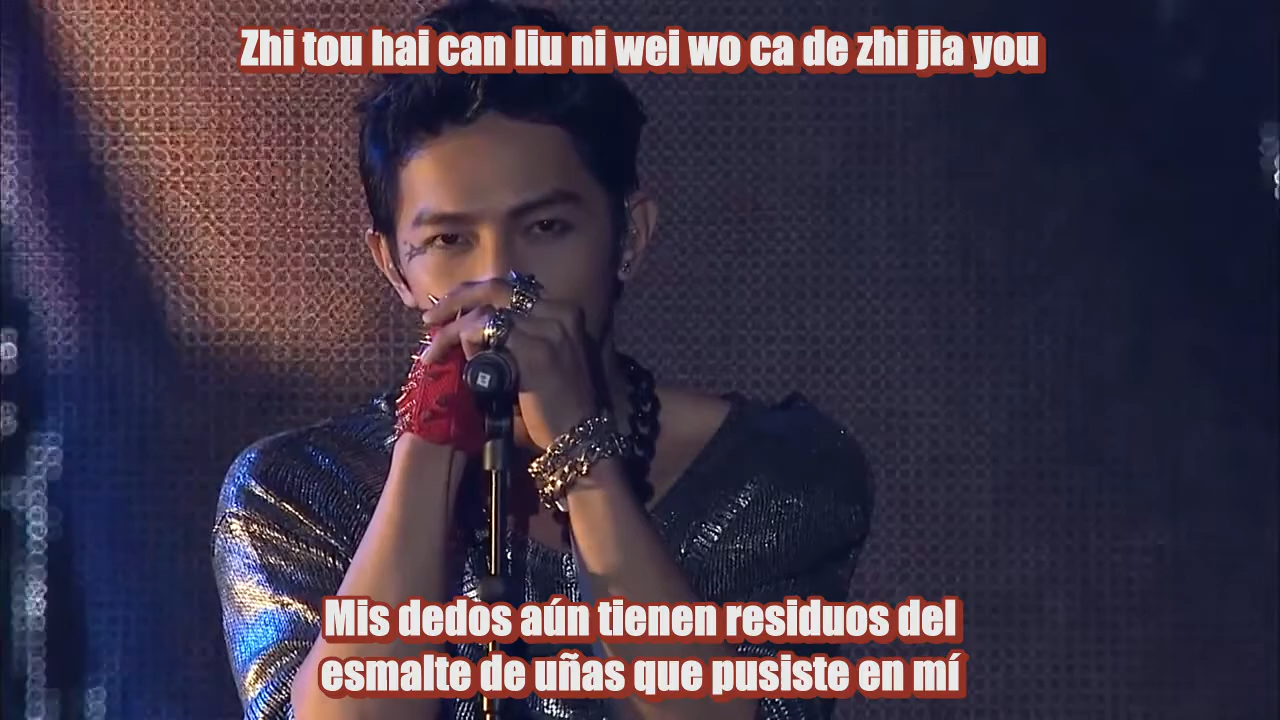 Zhi tou hai can liu ni wei wo ca de zhi jia you
Mis dedos aún tienen residuos del
esmalte de uñas que pusiste en mí